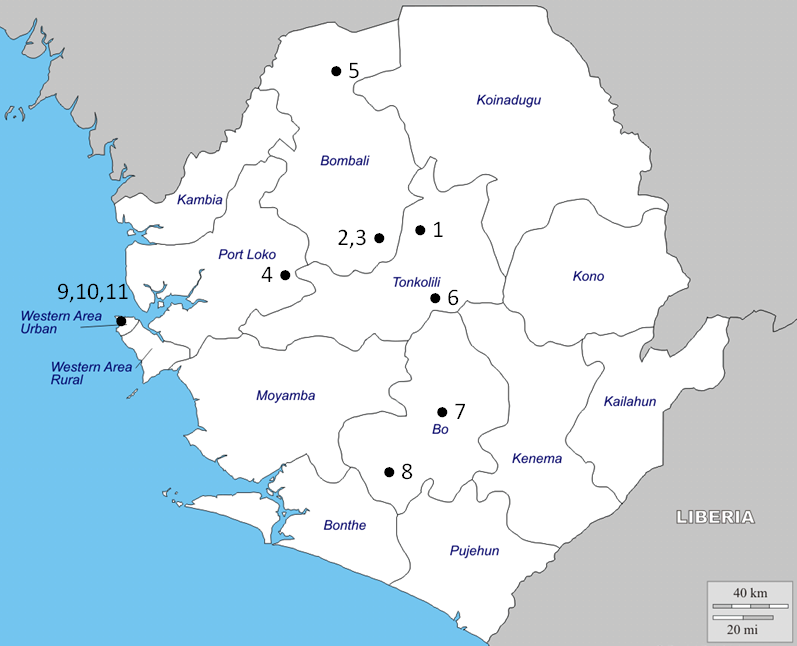 5
Koinadugu
Bombali
Kambia
1
2,3
Port Loko
4
Kono
Tonkolili
9,10,11
6
Western Area
Urban
Western Area
Rural
Moyamba
Kailahun
7
Bo
Kenema
8
LIBERIA
Bonthe
Pujehun
40 km
20 mi